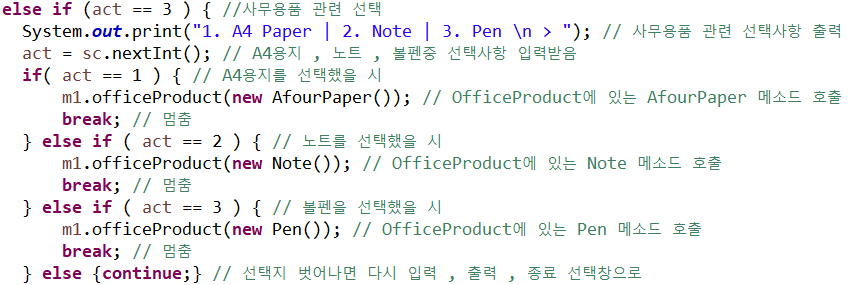 else if (act == 3 ) { //사무용품 관련 선택
System.out.print("1. A4 Paper | 2. Note | 3. Pen \n > "); // 사무용품 관련 선택사항 출력
act = sc.nextInt(); // A4용지 , 노트 , 볼펜중 선택사항 입력받음
if( act == 1 ) { // A4용지를 선택했을 시
m1.officeProduct(new AfourPaper()); // OfficeProduct에 있는 AfourPaper 메소드 호출
break; // 멈춤
} else if ( act == 2 ) { // 노트를 선택했을 시
m1.officeProduct(new Note()); // OfficeProduct에 있는 Note 메소드 호출
break; // 멈춤
} else if ( act == 3 ) { // 볼펜을 선택했을 시
m1.officeProduct(new Pen()); // OfficeProduct에 있는 Pen 메소드 호출
break; // 멈춤
} else {continue;} // 선택지 벗어나면 다시 입력 , 출력 , 종료 선택창으로